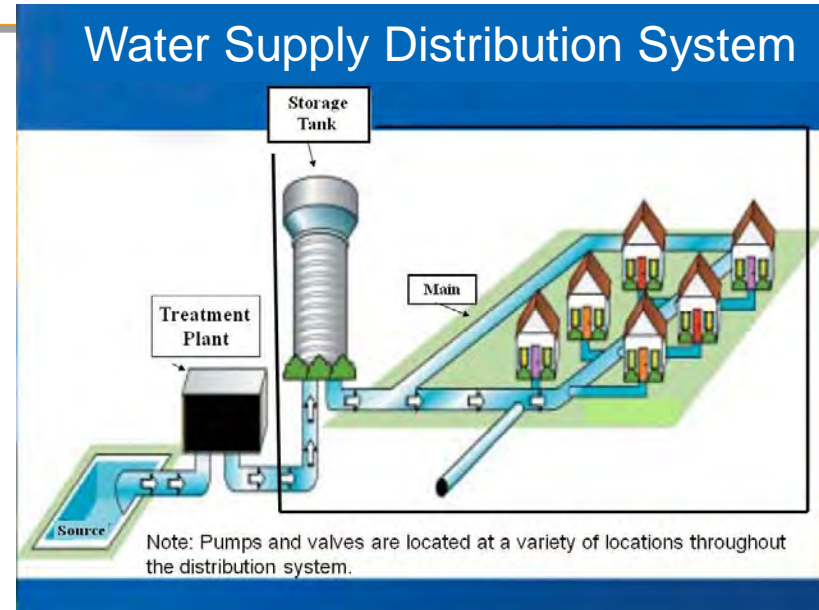 Water Supply Distribution System
Storage
Tank
Main
Treatment
Plant
Source
Note: Pumps and valves are located at a variety of locations throughout
the distribution system.